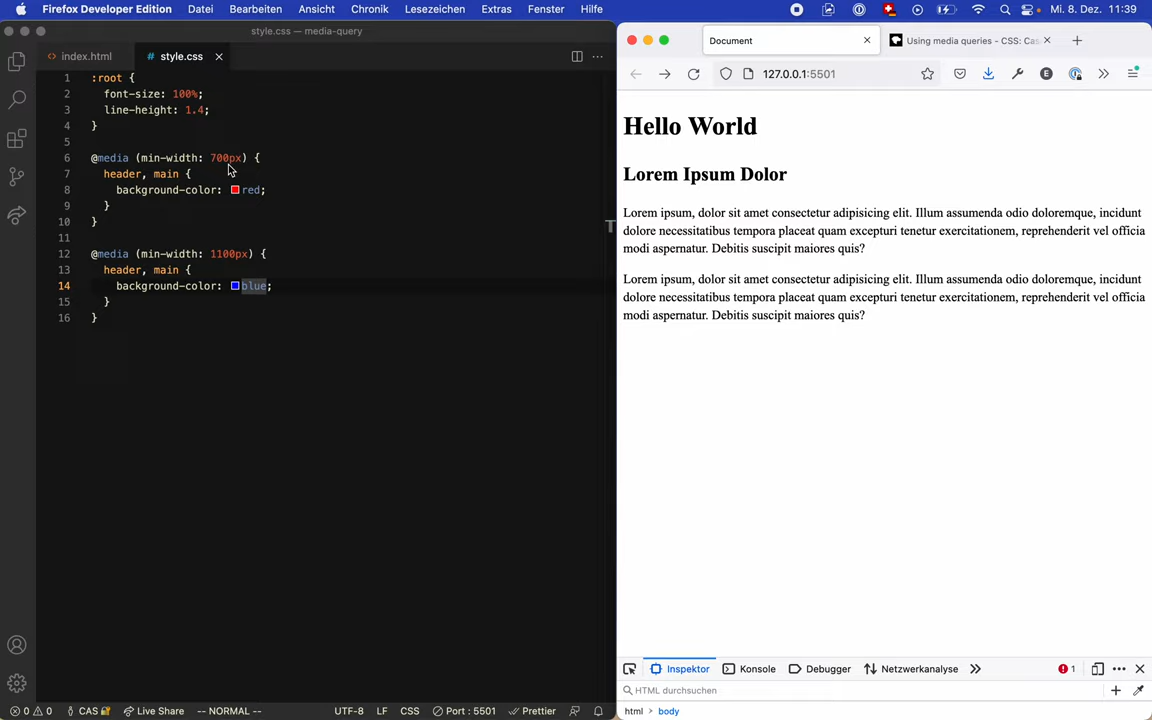 Firefox Developer Edition Datei Bearbeiten Ansicht Chronik Lesezeichen Extras Fenster Hilfe Mi. 8. Dez. 11:39
style.css — media-query
<> index.html # style.css ×
1 :root {
2 font-size: 100%;
3 line-height: 1.4;
4 }
5
6 @media (min-width: 700px) {
7 header, main {
8 background-color: red;
9 }
10 }
11
12 @media (min-width: 1100px) {
13 header, main {
14 background-color: blue;
15 }
16 }
0 0 CAS Live Share -- NORMAL -- UTF-8 LF CSS Port : 5501 Prettier
Document × Using media queries - CSS: Cas × +
127.0.0.1:5501 E
Hello World
Lorem Ipsum Dolor
Lorem ipsum, dolor sit amet consectetur adipisicing elit. Illum assumenda odio doloremque, incidunt
dolore necessitatibus tempora placeat quam excepturi tenetur exercitationem, reprehenderit vel officia
modi aspernatur. Debitis suscipit maiores quis?
Lorem ipsum, dolor sit amet consectetur adipisicing elit. Illum assumenda odio doloremque, incidunt
dolore necessitatibus tempora placeat quam excepturi tenetur exercitationem, reprehenderit vel officia
modi aspernatur. Debitis suscipit maiores quis?
Inspektor Konsole Debugger Netzwerkanalyse 1
HTML durchsuchen
html > body